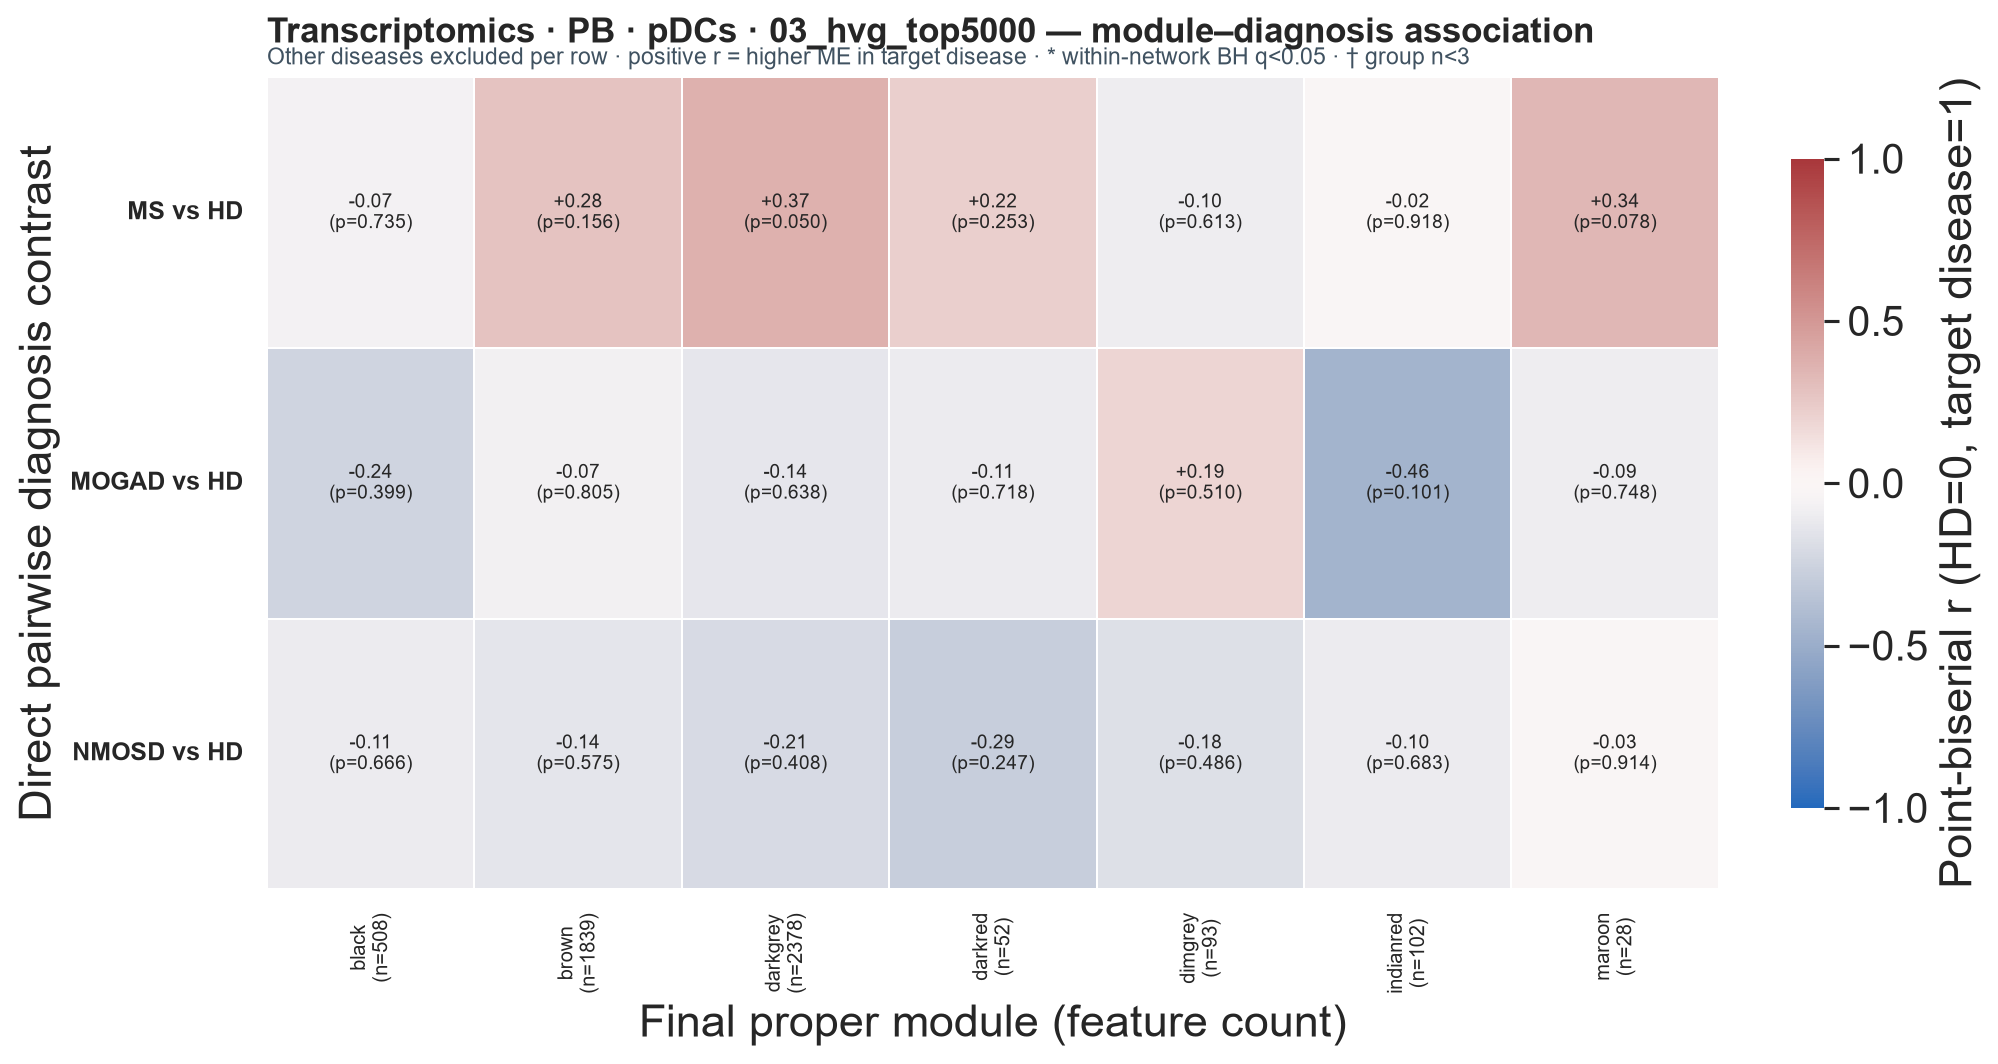 Transcriptomics · PB · pDCs · 03_hvg_top5000 — module–diagnosis association
Other diseases excluded per row · positive r = higher ME in target disease · * within-network BH q<0.05 · † group n<3
Direct pairwise diagnosis contrast
MS vs HD
-0.07
(p=0.735)
+0.28
(p=0.156)
+0.37
(p=0.050)
+0.22
(p=0.253)
-0.10
(p=0.613)
-0.02
(p=0.918)
+0.34
(p=0.078)
MOGAD vs HD
-0.24
(p=0.399)
-0.07
(p=0.805)
-0.14
(p=0.638)
-0.11
(p=0.718)
+0.19
(p=0.510)
-0.46
(p=0.101)
-0.09
(p=0.748)
NMOSD vs HD
-0.11
(p=0.666)
-0.14
(p=0.575)
-0.21
(p=0.408)
-0.29
(p=0.247)
-0.18
(p=0.486)
-0.10
(p=0.683)
-0.03
(p=0.914)
black
(n=508)
brown
(n=1839)
darkgrey
(n=2378)
darkred
(n=52)
dimgrey
(n=93)
indianred
(n=102)
maroon
(n=28)
Final proper module (feature count)
1.0
0.5
0.0
−0.5
−1.0
Point-biserial r (HD=0, target disease=1)